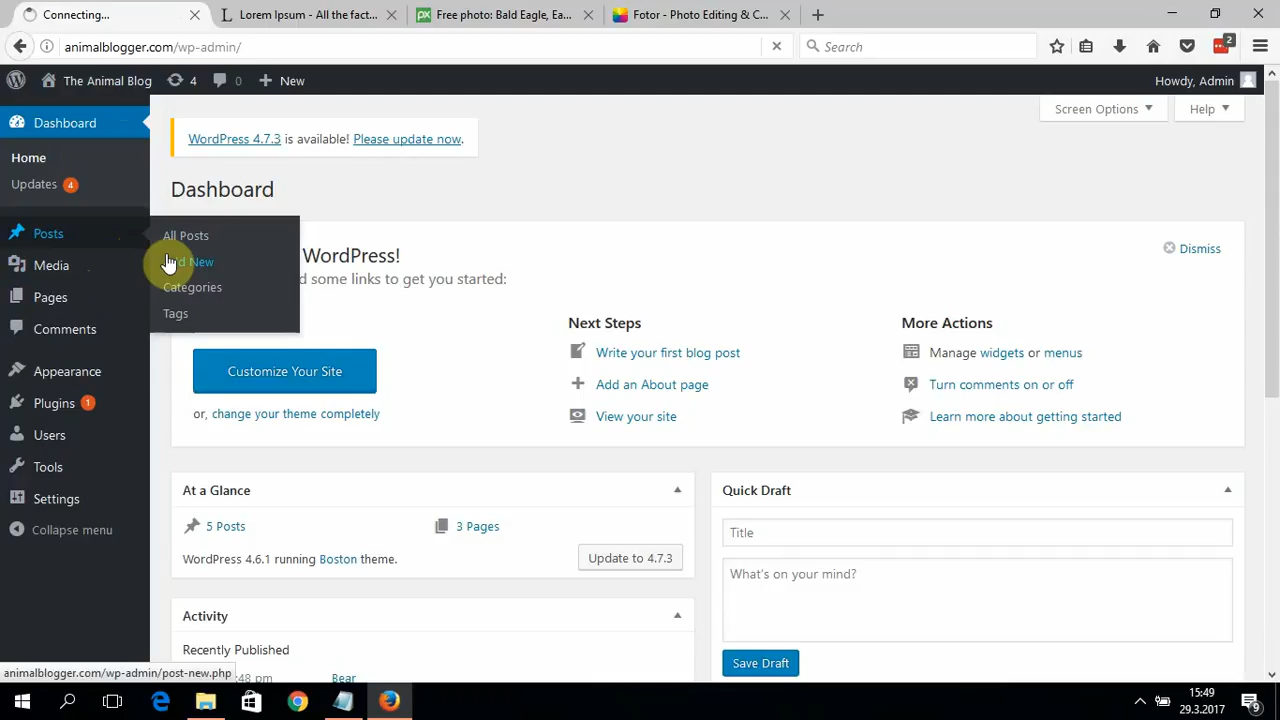 Connecting...
Lorem Ipsum - All the fact...
Free photo: Bald Eagle, Ea...
Fotor - Photo Editing & C...
animalblogger.com/wp-admin/
Search
2
The Animal Blog
4
0
New
Howdy, Admin
Dashboard
Screen Options
Help
WordPress 4.7.3 is available! Please update now.
Home
Updates 4
Dashboard
Posts
All Posts
WordPress!
Dismiss
Media
New
d some links to get you started:
Pages
Categories
Comments
Tags
Next Steps
More Actions
Write your first blog post
Manage widgets or menus
Appearance
Customize Your Site
Add an About page
Turn comments on or off
Plugins 1
or, change your theme completely
View your site
Learn more about getting started
Users
Tools
Settings
Collapse menu
At a Glance
Quick Draft
5 Posts
3 Pages
Title
WordPress 4.6.1 running Boston theme.
Update to 4.7.3
What's on your mind?
Activity
Recently Published
Save Draft
:48 pm
Bear
animalblogger.com/wp-admin/post-new.php
15:49
29.3.2017
9